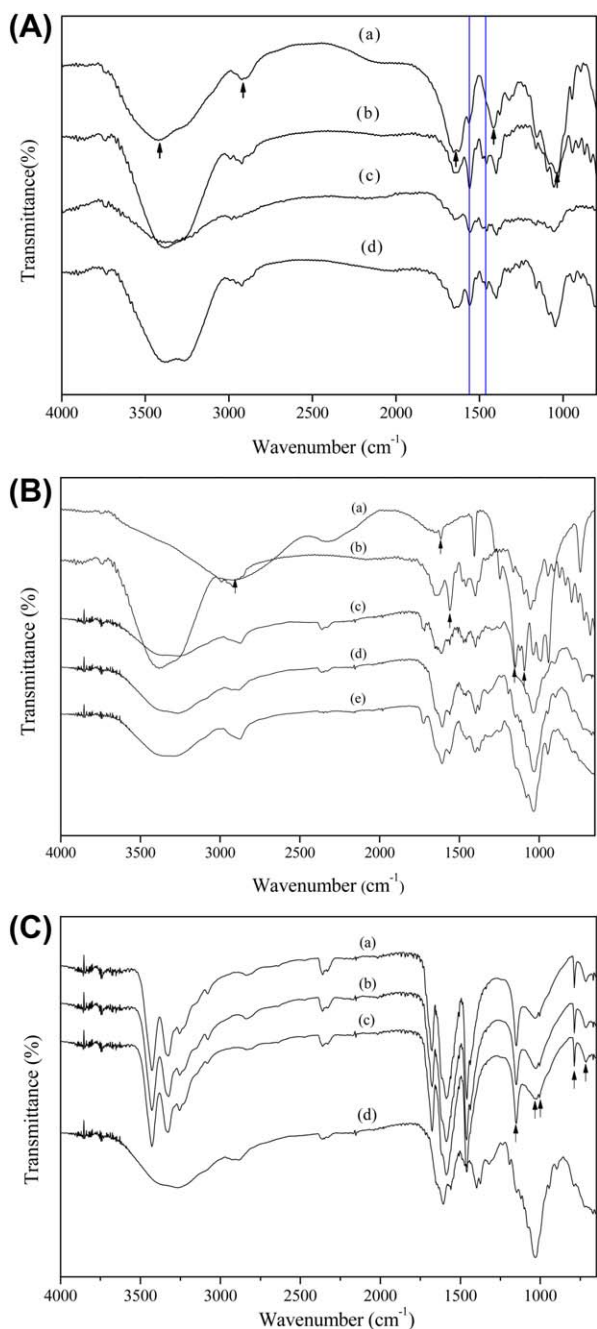 (A)
(a)
(b)
(c)
(d)
Transmittance(%)
4000 3500 3000 2500 2000 1500 1000
Wavenumber (cm-1)
(B)
(a)
(b)
(c)
(d)
(e)
Transmittance (%)
4000 3500 3000 2500 2000 1500 1000
Wavenumber (cm-1)
(C)
(a)
(b)
(c)
(d)
Transmittance (%)
4000 3500 3000 2500 2000 1500 1000
Wavenumber (cm-1)